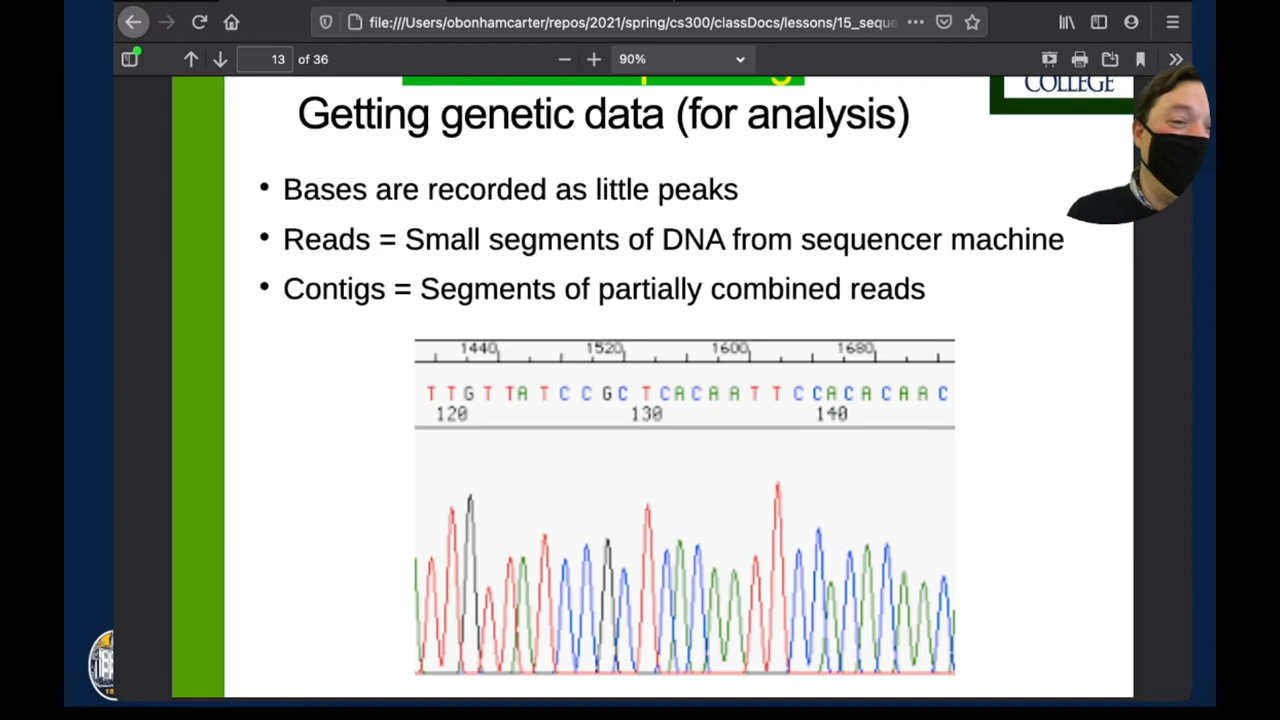 file:///Users/obonhamcarter/repos/2021/spring/cs300/classDocs/lessons/15_seque
13 of 36
90%
COLLEGE
Getting genetic data (for analysis)
• Bases are recorded as little peaks
• Reads = Small segments of DNA from sequencer machine
• Contigs = Segments of partially combined reads
1440 1520 1600 1680
T T G T T A T C C G C T C A C A A T T C C A C A C A A C
120 130 140